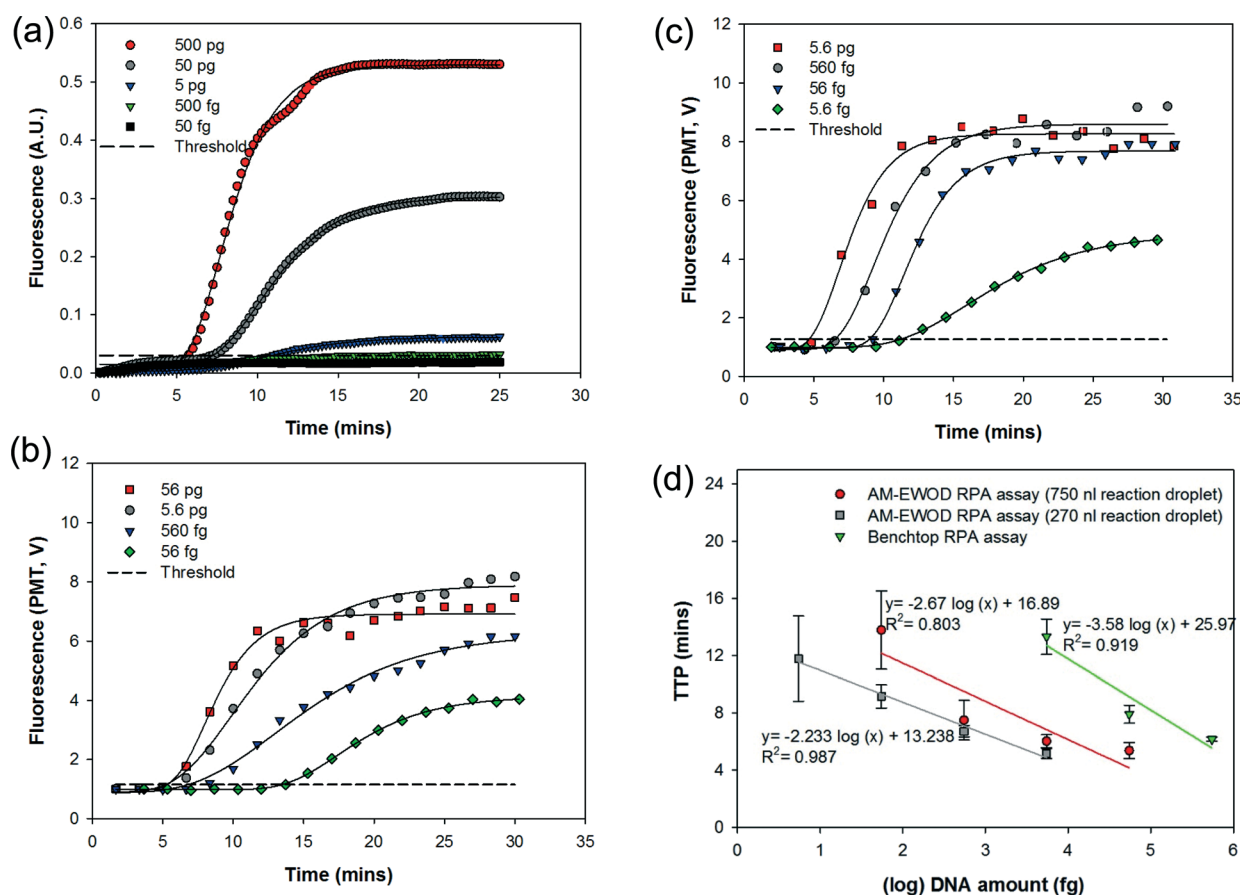 (a)
0.6
0.5
0.4
0.3
0.2
0.1
0.0
Fluorescence (A.U.)
500 pg
50 pg
5 pg
500 fg
50 fg
Threshold
0 5 10 15 20 25 30
Time (mins)
(b)
12
10
8
6
4
2
0
Fluorescence (PMT, V)
56 pg
5.6 pg
560 fg
56 fg
Threshold
0 5 10 15 20 25 30 35
Time (mins)
(c)
12
10
8
6
4
2
0
Fluorescence (PMT, V)
5.6 pg
560 fg
56 fg
5.6 fg
Threshold
0 5 10 15 20 25 30 35
Time (mins)
(d)
24
20
16
12
8
4
0
TTP (mins)
AM-EWOD RPA assay (750 nl reaction droplet)
AM-EWOD RPA assay (270 nl reaction droplet)
Benchtop RPA assay
y= -2.67 log (x) + 16.89
R²= 0.803
y= -3.58 log (x) + 25.97
R²= 0.919
y= -2.233 log (x) + 13.238
R²= 0.987
0 1 2 3 4 5 6
(log) DNA amount (fg)